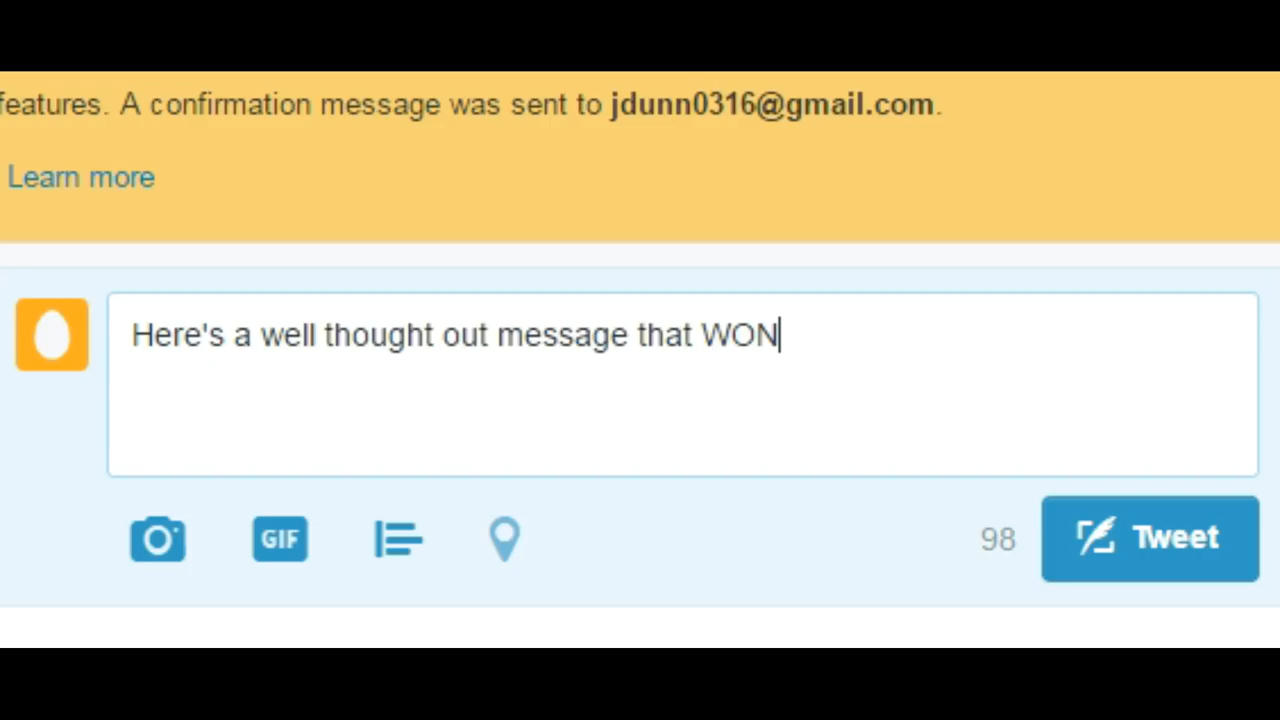 features. A confirmation message was sent to jdunn0316@gmail.com.
Learn more
Here's a well thought out message that WON
GIF
98
Tweet